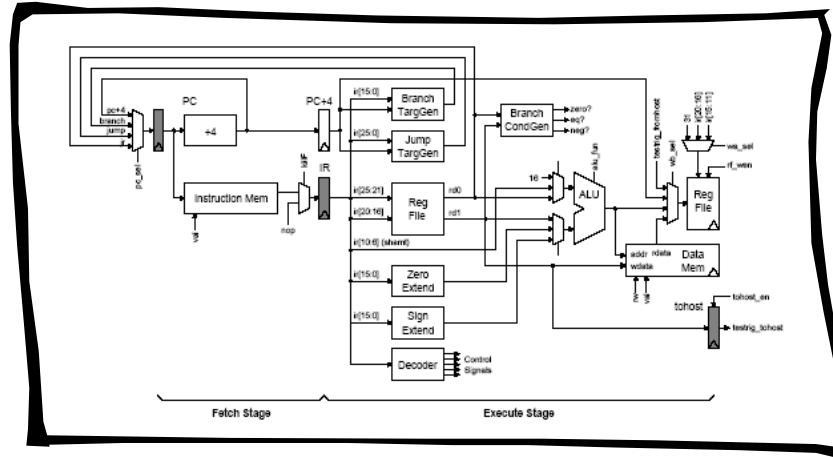 PC
PC+4
pc+4
branch
jump
jr
pc_sel
+4
Instruction Mem
val
nop
killF
IR
ir[15:0]
Branch
TargGen
ir[25:0]
Jump
TargGen
ir[25:21]
ir[20:16]
Reg
File
rd0
rd1
ir[10:6] (shamt)
ir[15:0]
Zero
Extend
ir[15:0]
Sign
Extend
Decoder
Control
Signals
Branch
CondGen
zero?
eq?
neg?
16
alu_fun
ALU
testrig_fromhost
wb_sel
31
ir[20:16]
ir[15:11]
wa_sel
rf_wen
Reg
File
addr
rdata
wdata
Data
Mem
rw
val
tohost
tohost_en
testrig_tohost
Fetch Stage
Execute Stage